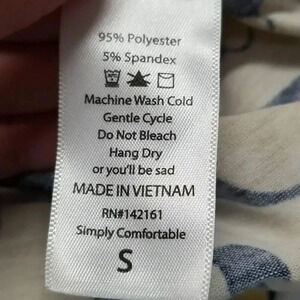 95% Polyester
5% Spandex
Machine Wash Cold
Gentle Cycle
Do Not Bleach
Hang Dry
or you'll be sad
MADE IN VIETNAM
RN#142161
Simply Comfortable
S